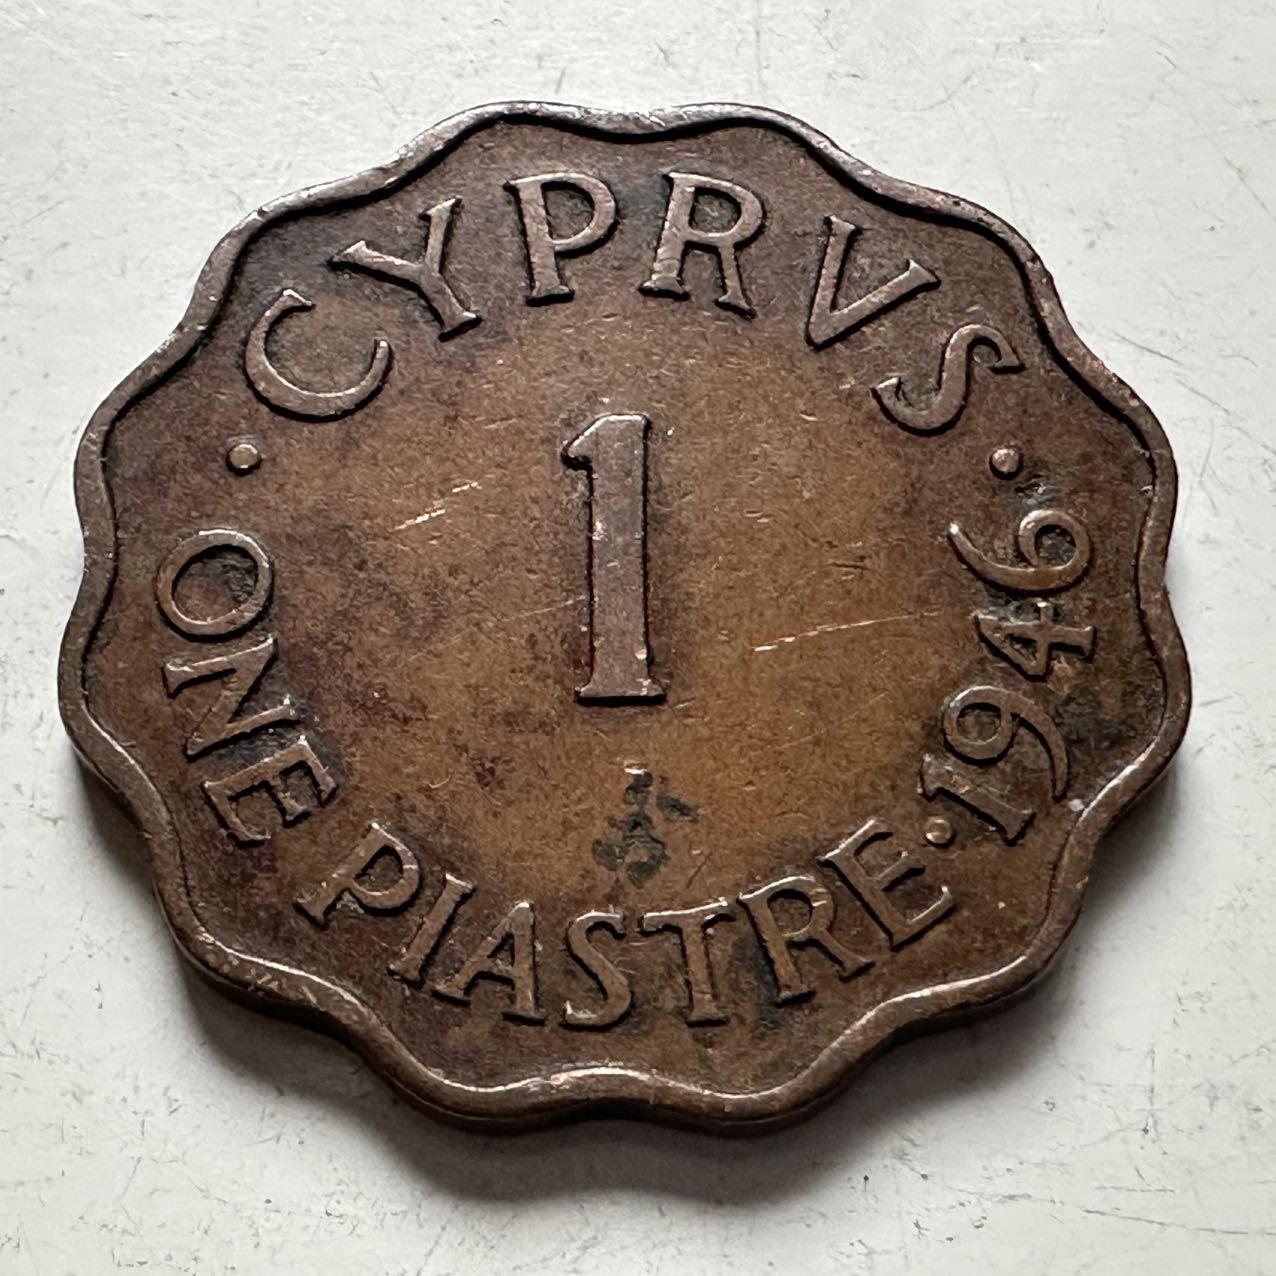 · CYPRVS ·
1
ONE PIASTRE · 1946